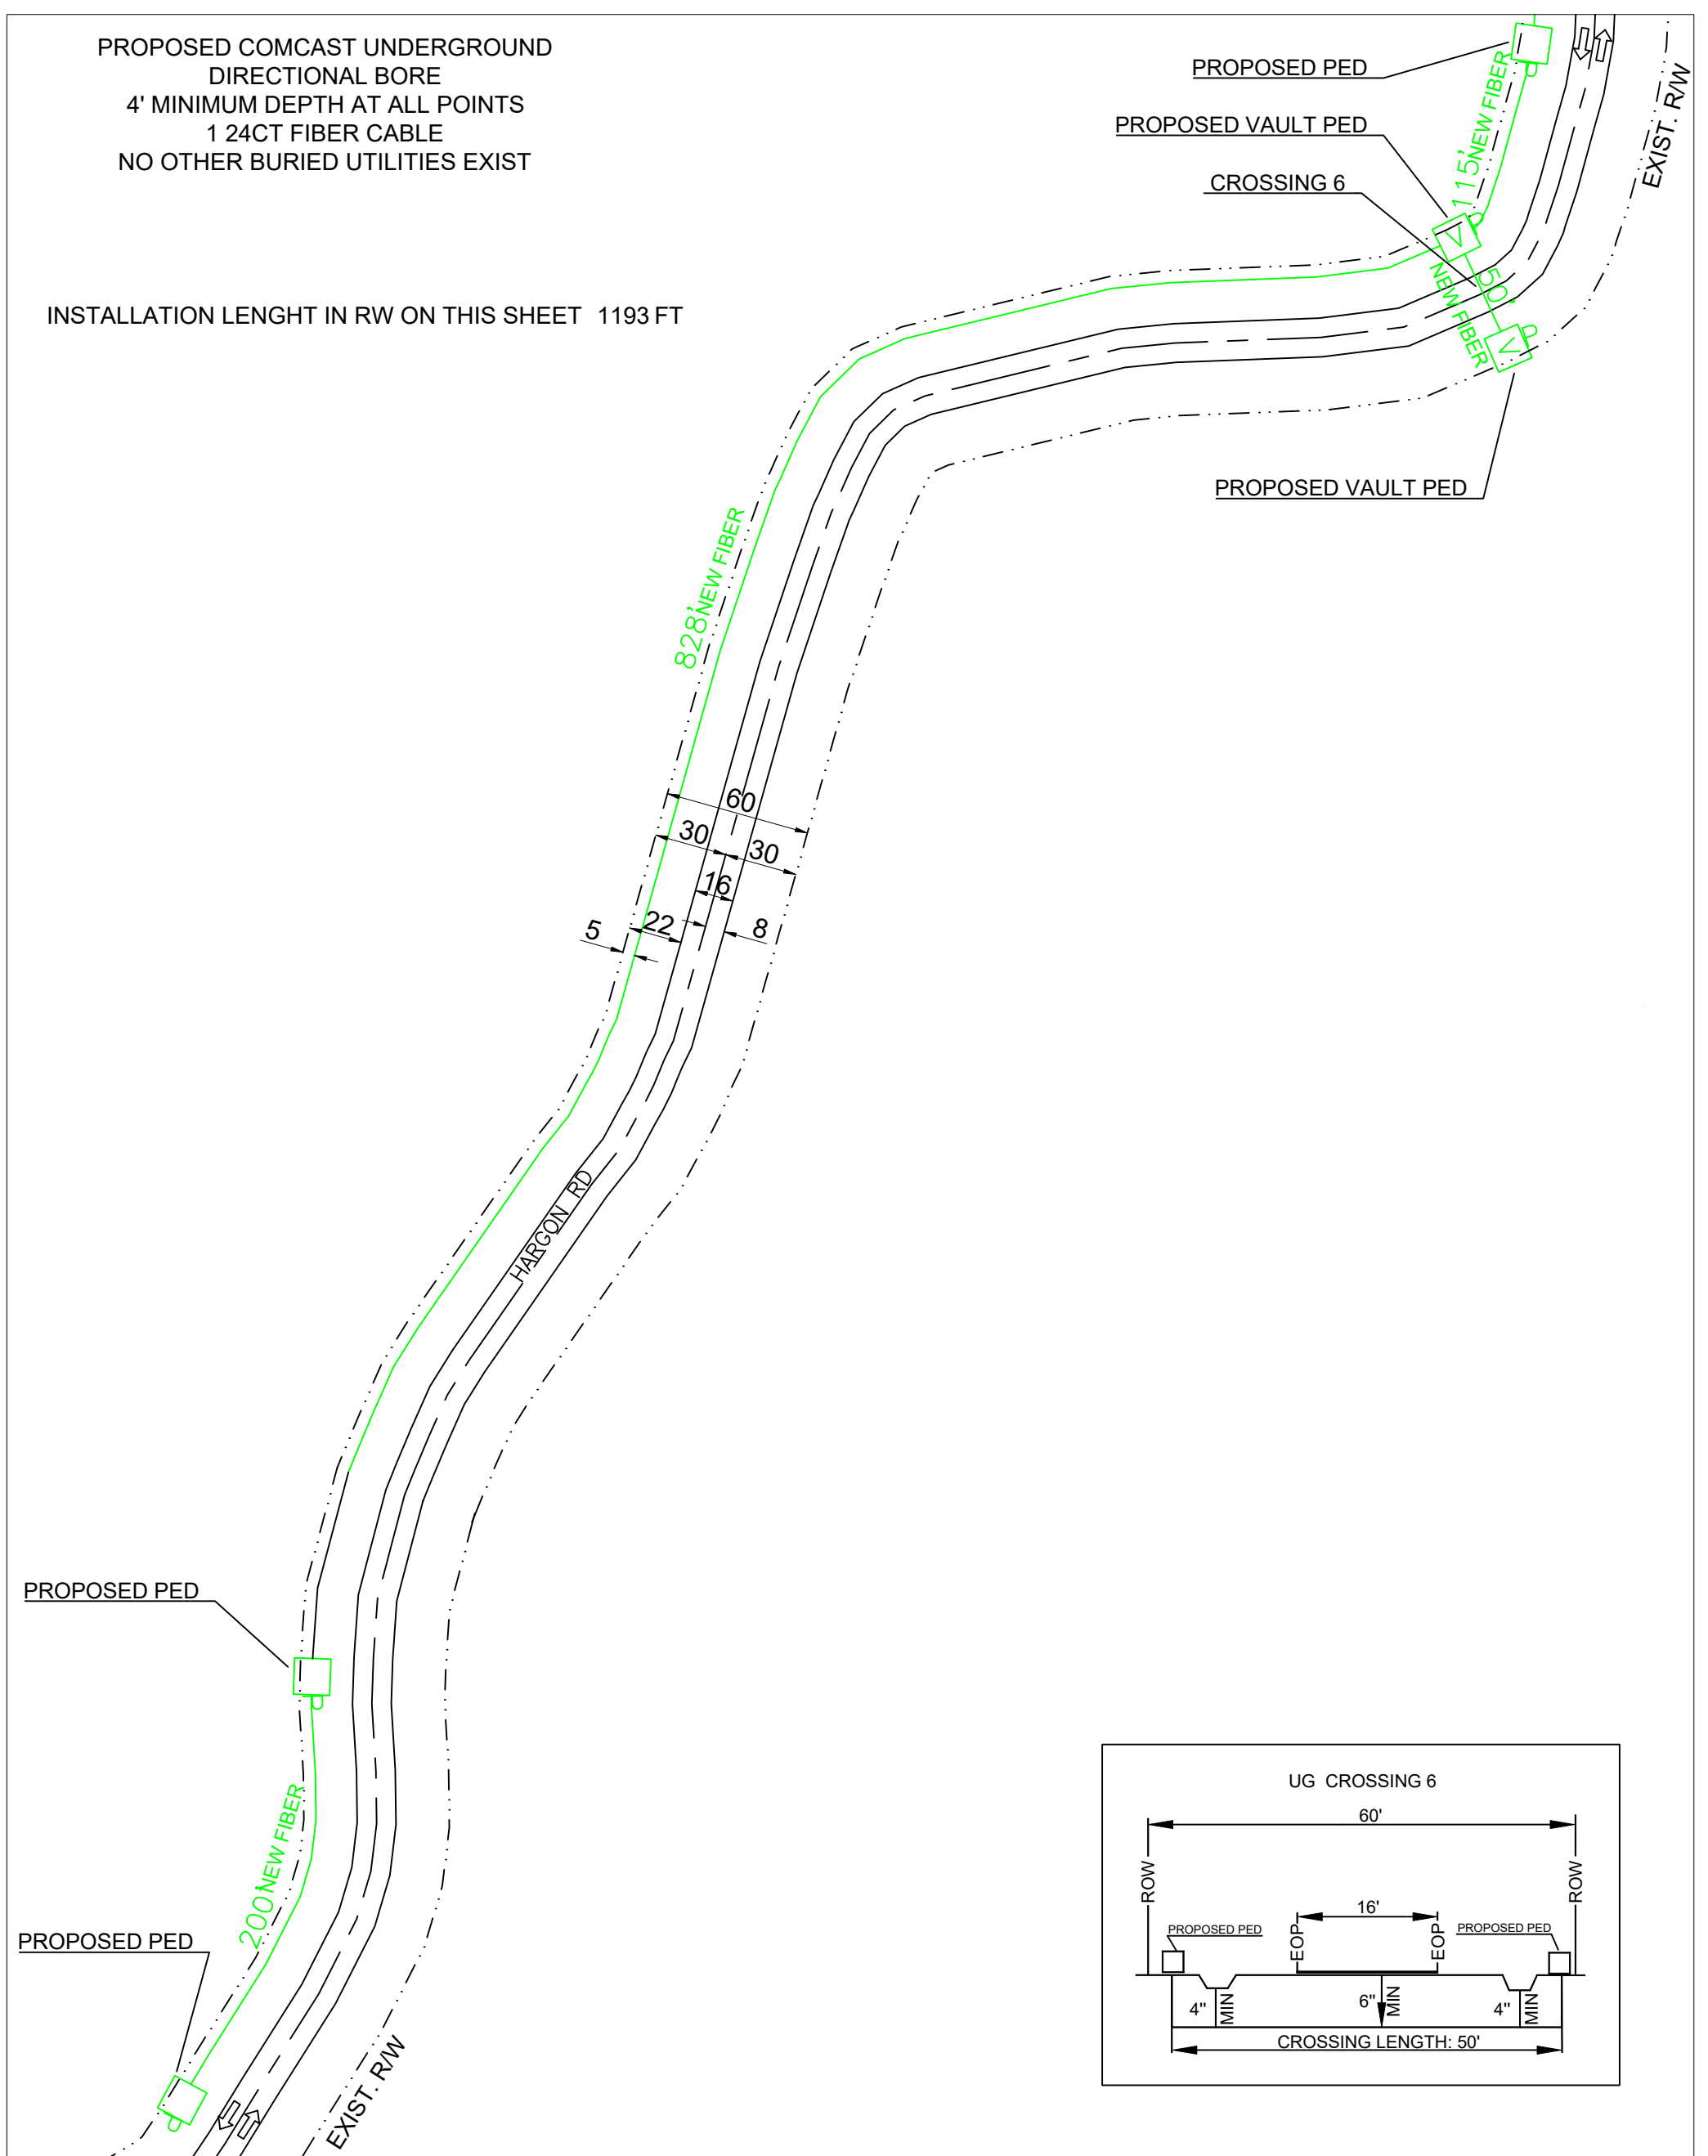 PROPOSED COMCAST UNDERGROUND
DIRECTIONAL BORE
4' MINIMUM DEPTH AT ALL POINTS
1 24CT FIBER CABLE
NO OTHER BURIED UTILITIES EXIST
INSTALLATION LENGHT IN RW ON THIS SHEET 1193 FT
PROPOSED PED
PROPOSED VAULT PED
CROSSING 6
115' NEW FIBER
EXIST. R/W
V
50'
NEW FIBER
V
PROPOSED VAULT PED
828' NEW FIBER
60
30
30
16
22
8
5
HARGON RD
PROPOSED PED
200' NEW FIBER
PROPOSED PED
EXIST. R/W
UG CROSSING 6
60'
ROW
ROW
16'
EOP
EOP
PROPOSED PED
PROPOSED PED
4" MIN
6" MIN
4" MIN
CROSSING LENGTH: 50'